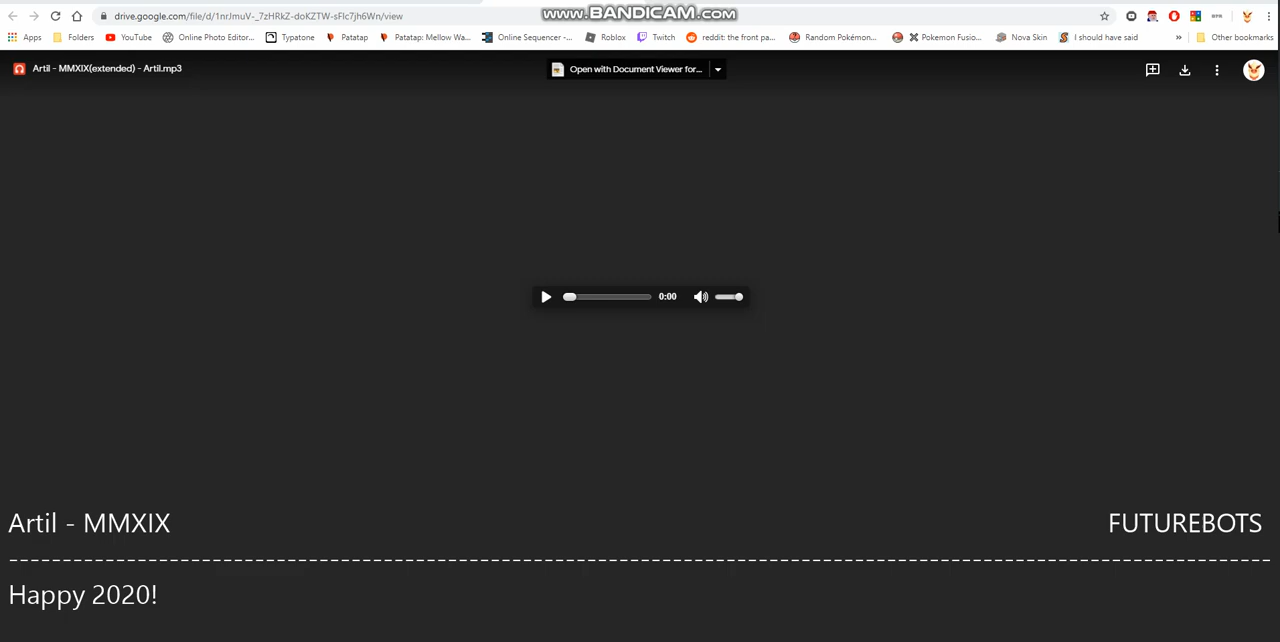 www.BANDICAM.com
drive.google.com/file/d/1nrJmuV-_7zHRkZ-doKZTW-sFlc7jh6Wn/view
Apps Folders YouTube Online Photo Editor... Typatone Patatap Patatap: Mellow Wa... Online Sequencer -... Roblox Twitch reddit: the front pa... Random Pokémon... Pokemon Fusio... Nova Skin I should have said » Other bookmarks
Artil - MMXIX(extended) - Artil.mp3 Open with Document Viewer for...
0:00
Artil - MMXIX FUTUREBOTS
Happy 2020!